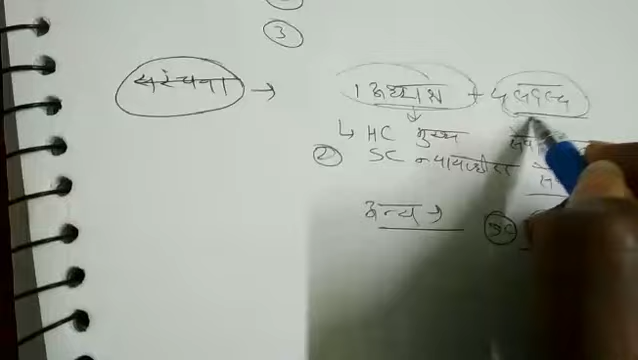 3
संरचना → 1 अध्यक्ष + 4 सदस्य
↳ HC मुख्य
2 SC न्यायाधीश
अन्य →